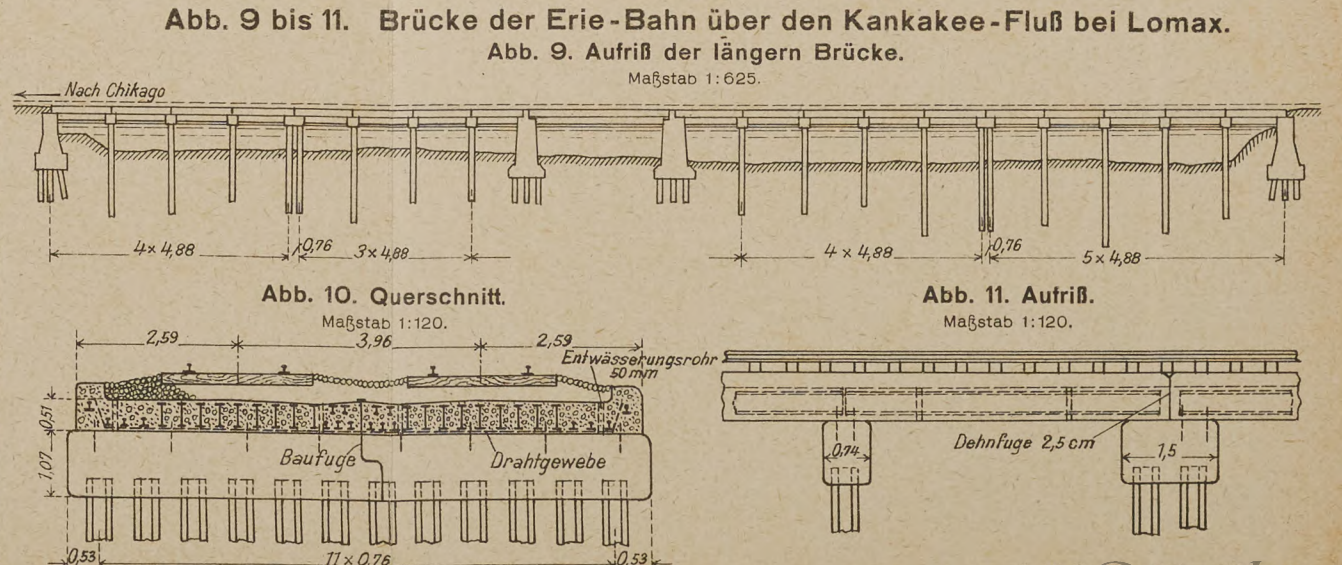 Abb. 9 bis 11. Brücke der Erie-Bahn über den Kankakee-Fluß bei Lomax.
Abb. 9. Aufriß der längern Brücke.
Maßstab 1:625.
Nach Chikago
4×4,88 0,76 3×4,88 4×4,88 0,76 5×4,88
Abb. 10. Querschnitt.
Maßstab 1:120.
2,59 3,96 2,59
Entwässerungsrohr
50 mm
0,51
1,07
Baufuge Drahtgewebe
0,53 11×0,76 0,53
Abb. 11. Aufriß.
Maßstab 1:120.
Dehnfuge 2,5 cm
0,74 1,5